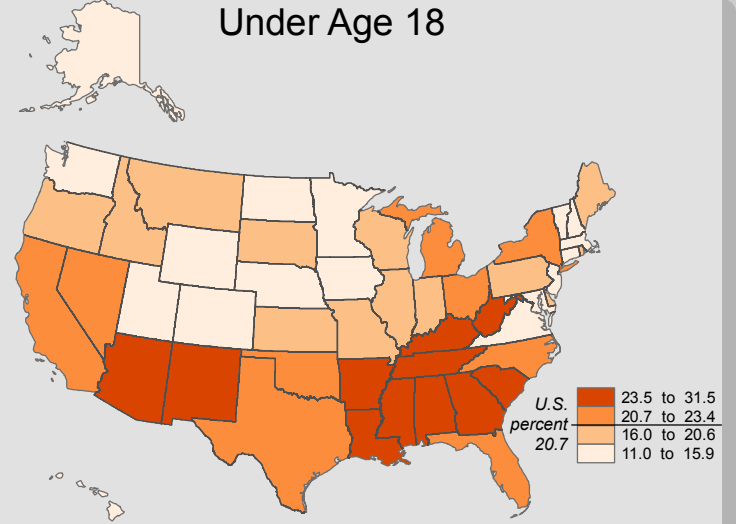 Under Age 18
U.S.
percent
20.7
23.5 to 31.5
20.7 to 23.4
16.0 to 20.6
11.0 to 15.9